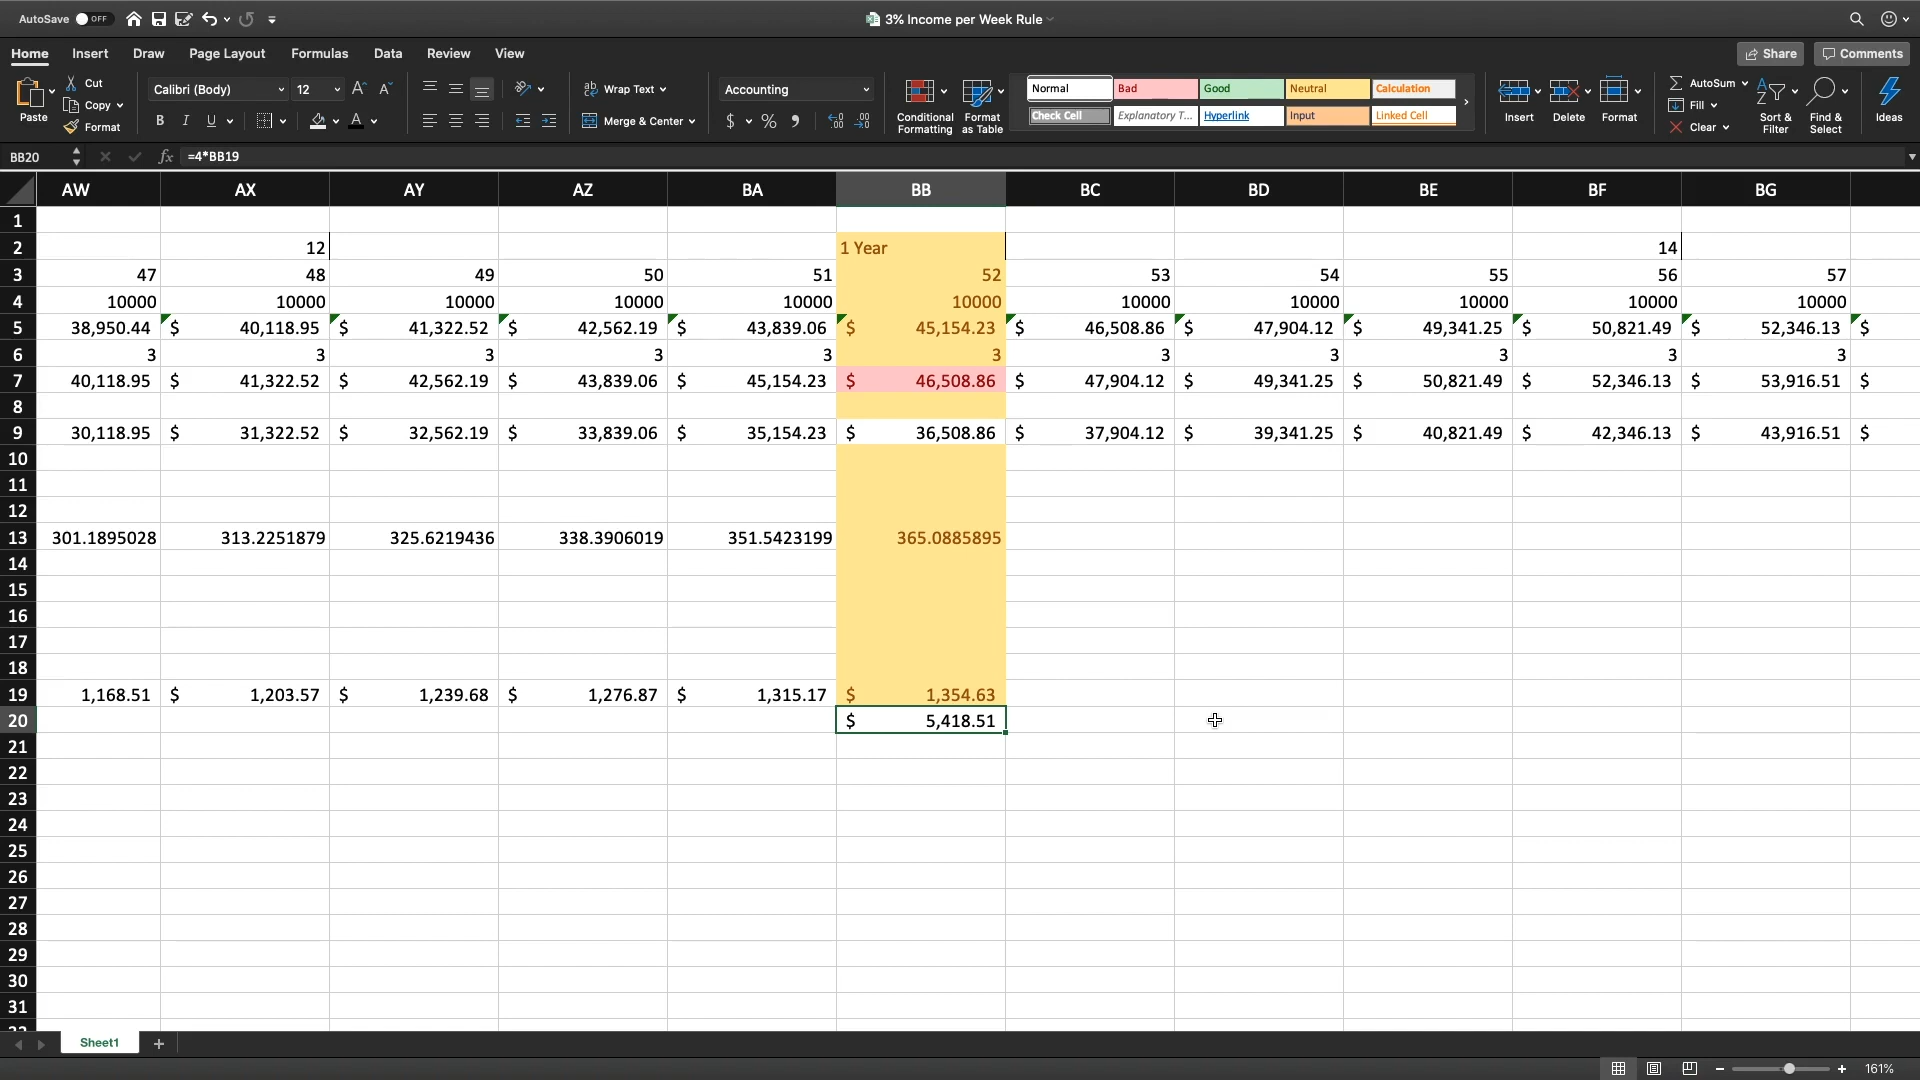 AutoSave OFF
3% Income per Week Rule
Home Insert Draw Page Layout Formulas Data Review View Share Comments
Paste Cut Copy Format
Calibri (Body) 12 A A
B I U A
ab Wrap Text
Merge & Center
Accounting
$ % 9
Conditional Formatting
Format as Table
Normal Bad Good Neutral Calculation
Check Cell Explanatory T... Hyperlink Input Linked Cell
Insert Delete Format
AutoSum
Fill
Clear
Sort & Filter
Find & Select
Ideas
BB20 fx =4*BB19
AW AX AY AZ BA BB BC BD BE BF BG
1
2 12 1 Year 14
3 47 48 49 50 51 52 53 54 55 56 57
4 10000 10000 10000 10000 10000 10000 10000 10000 10000 10000 10000
5 38,950.44 $ 40,118.95 $ 41,322.52 $ 42,562.19 $ 43,839.06 $ 45,154.23 $ 46,508.86 $ 47,904.12 $ 49,341.25 $ 50,821.49 $ 52,346.13 $
6 3 3 3 3 3 3 3 3 3 3 3
7 40,118.95 $ 41,322.52 $ 42,562.19 $ 43,839.06 $ 45,154.23 $ 46,508.86 $ 47,904.12 $ 49,341.25 $ 50,821.49 $ 52,346.13 $ 53,916.51 $
8
9 30,118.95 $ 31,322.52 $ 32,562.19 $ 33,839.06 $ 35,154.23 $ 36,508.86 $ 37,904.12 $ 39,341.25 $ 40,821.49 $ 42,346.13 $ 43,916.51 $
10
11
12
13 301.1895028 313.2251879 325.6219436 338.3906019 351.5423199 365.0885895
14
15
16
17
18
19 1,168.51 $ 1,203.57 $ 1,239.68 $ 1,276.87 $ 1,315.17 $ 1,354.63
20 $ 5,418.51
21
22
23
24
25
26
27
28
29
30
31
Sheet1 +
161%